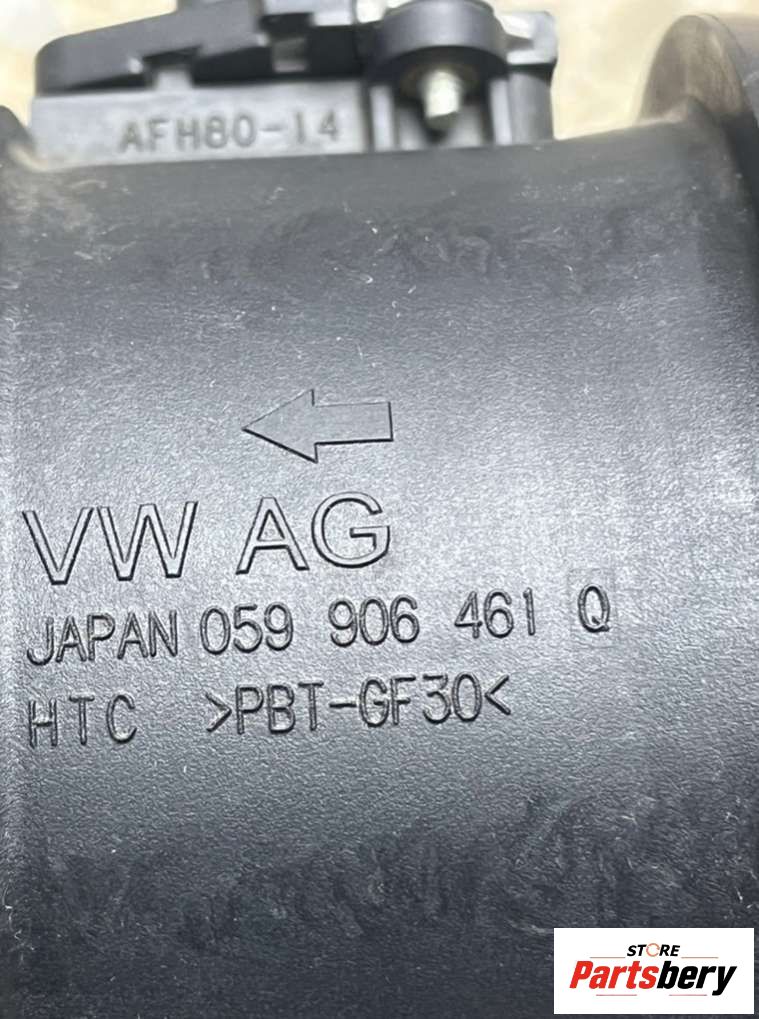 AFH80-14
VW AG
JAPAN 059 906 461 Q
HTC >PBT-GF30<
STORE
Partsbery